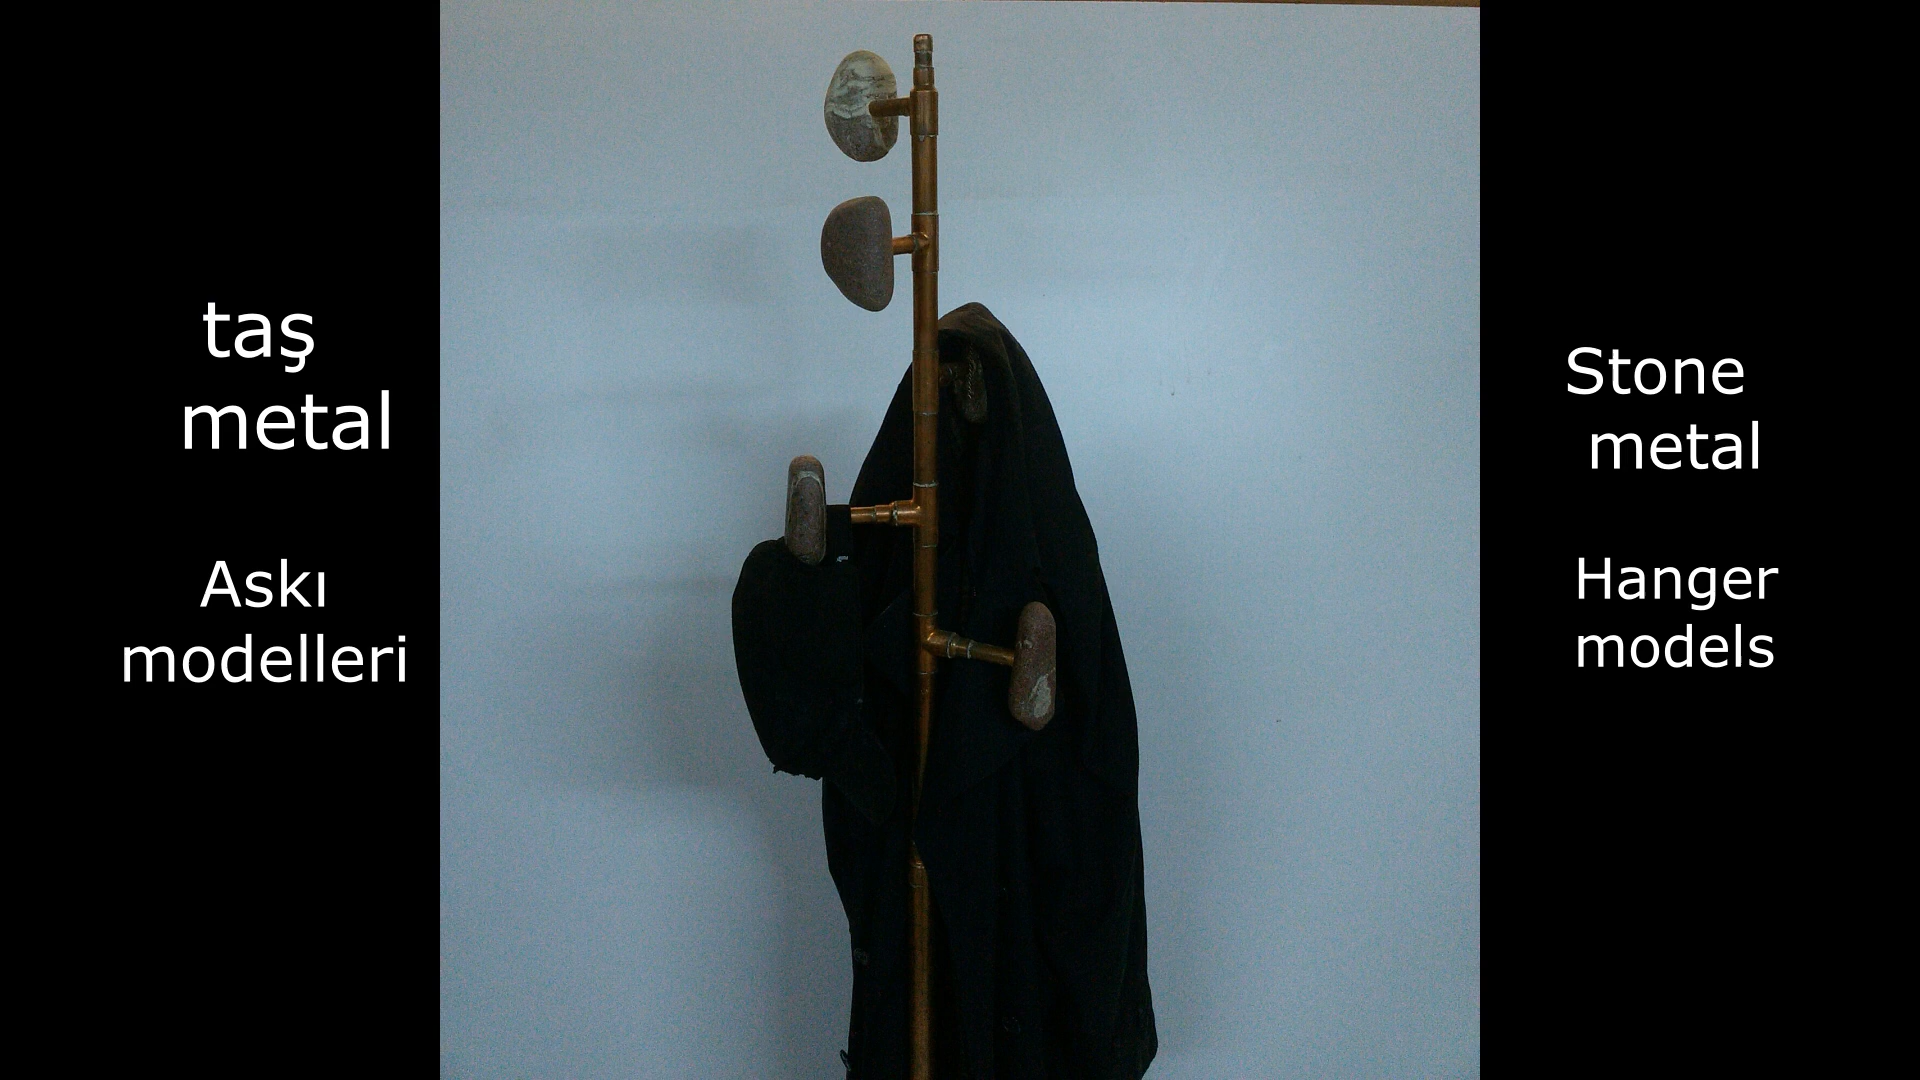 taş
metal
Askı
modelleri
Stone
metal
Hanger
models